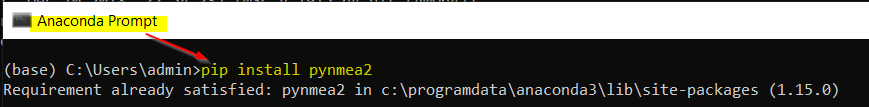 Anaconda Prompt
(base) C:\Users\admin>pip install pynmea2
Requirement already satisfied: pynmea2 in c:\programdata\anaconda3\lib\site-packages (1.15.0)